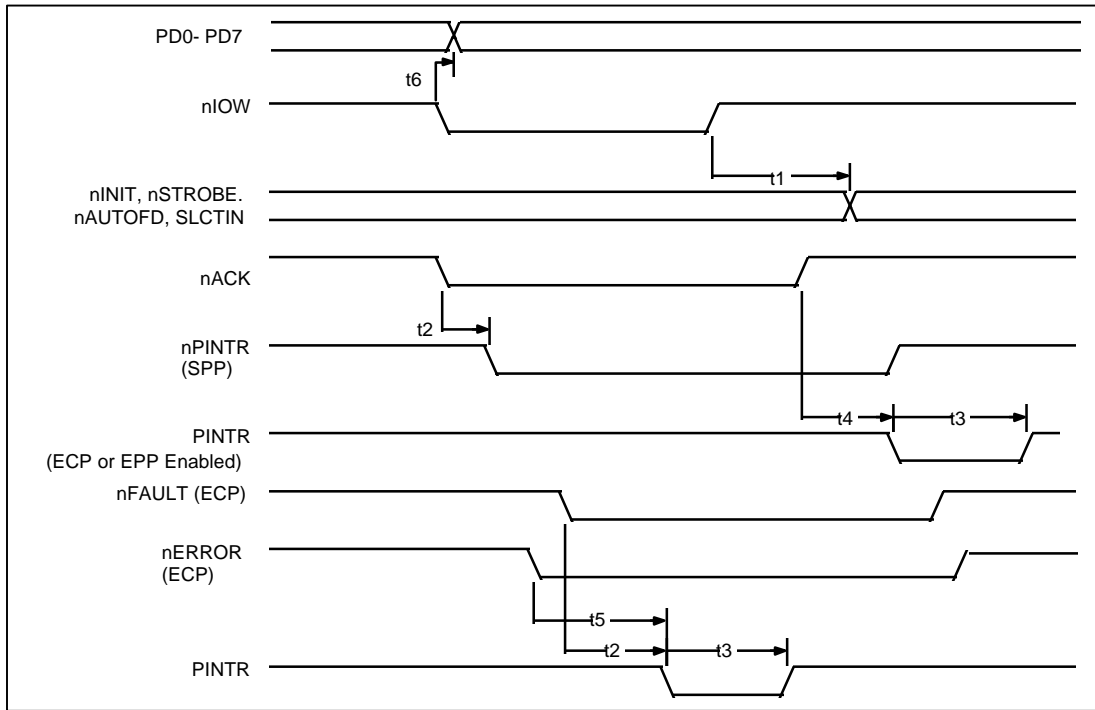 PD0- PD7
t6
nIOW
t1
nINIT, nSTROBE.
nAUTOFD, SLCTIN
nACK
t2
nPINTR
(SPP)
t4
t3
PINTR
(ECP or EPP Enabled)
nFAULT (ECP)
nERROR
(ECP)
t5
t2
t3
PINTR